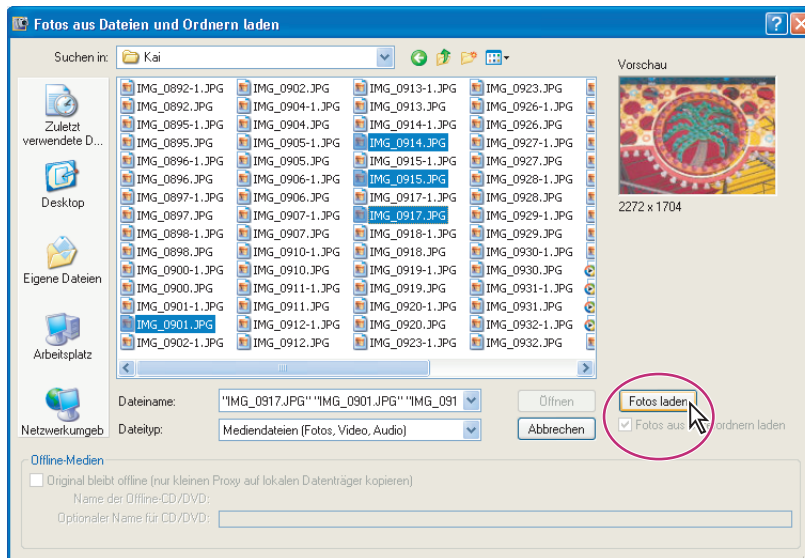 Fotos aus Dateien und Ordnern laden
Suchen in: Kai
Zuletzt
verwendete D...
Desktop
Eigene Dateien
Arbeitsplatz
Netzwerkumgeb
IMG_0892-1.JPG
IMG_0892.JPG
IMG_0895-1.JPG
IMG_0895.JPG
IMG_0896-1.JPG
IMG_0896.JPG
IMG_0897-1.JPG
IMG_0897.JPG
IMG_0898-1.JPG
IMG_0898.JPG
IMG_0900-1.JPG
IMG_0900.JPG
IMG_0901-1.JPG
IMG_0901.JPG
IMG_0902-1.JPG
IMG_0902.JPG
IMG_0904-1.JPG
IMG_0904.JPG
IMG_0905-1.JPG
IMG_0905.JPG
IMG_0906-1.JPG
IMG_0906.JPG
IMG_0907-1.JPG
IMG_0907.JPG
IMG_0910-1.JPG
IMG_0910.JPG
IMG_0911-1.JPG
IMG_0911.JPG
IMG_0912-1.JPG
IMG_0912.JPG
IMG_0913-1.JPG
IMG_0913.JPG
IMG_0914-1.JPG
IMG_0914.JPG
IMG_0915-1.JPG
IMG_0915.JPG
IMG_0917-1.JPG
IMG_0917.JPG
IMG_0918-1.JPG
IMG_0918.JPG
IMG_0919-1.JPG
IMG_0919.JPG
IMG_0920-1.JPG
IMG_0920.JPG
IMG_0923-1.JPG
IMG_0923.JPG
IMG_0926-1.JPG
IMG_0926.JPG
IMG_0927-1.JPG
IMG_0927.JPG
IMG_0928-1.JPG
IMG_0928.JPG
IMG_0929-1.JPG
IMG_0929.JPG
IMG_0930-1.JPG
IMG_0930.JPG
IMG_0931-1.JPG
IMG_0931.JPG
IMG_0932-1.JPG
IMG_0932.JPG
Vorschau
2272 x 1704
Dateiname: "IMG_0917.JPG" "IMG_0901.JPG" "IMG_091
Öffnen
Fotos laden
Dateityp: Mediendateien (Fotos, Video, Audio)
Abbrechen
Fotos aus ordnern laden
Offline-Medien
Original bleibt offline (nur kleinen Proxy auf lokalen Datenträger kopieren)
Name der Offline-CD/DVD:
Optionaler Name für CD/DVD: